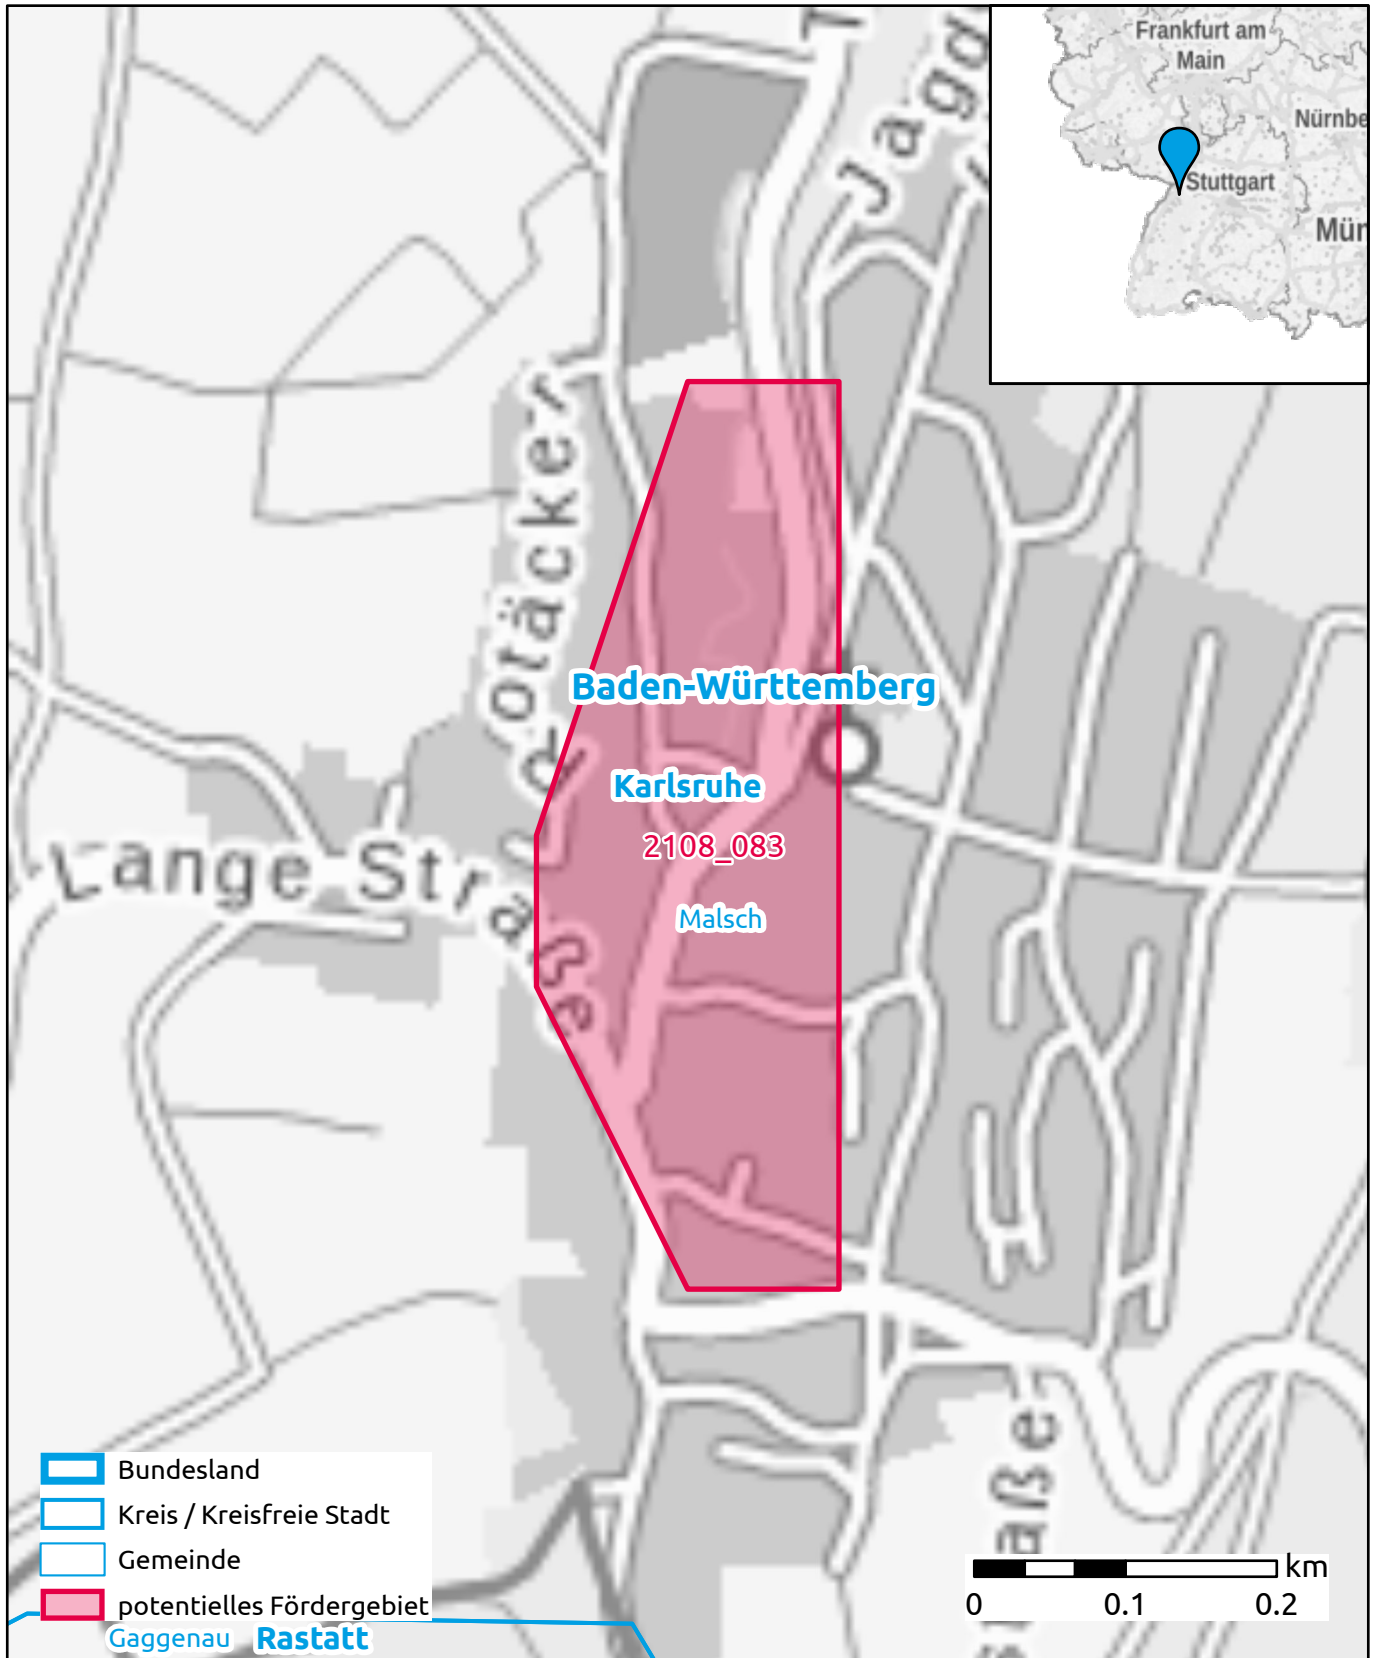 Jagd
Frankfurt am
Main
Nürnbe
Stuttgart
Mün
Rotäcker
Baden-Württemberg
Karlsruhe
2108_083
Malsch
Lange Straße
Bundesland
Kreis / Kreisfreie Stadt
Gemeinde
potentielles Fördergebiet
Gaggenau Rastatt
km
0 0.1 0.2
aße